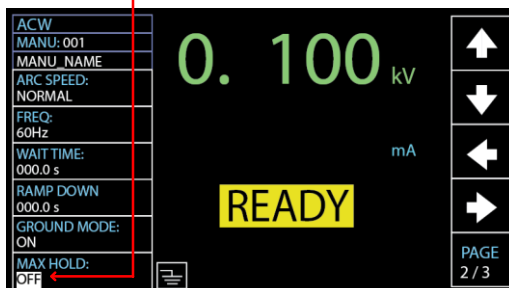 ACW
MANU: 001
MANU_NAME
ARC SPEED:
NORMAL
FREQ:
60Hz
WAIT TIME:
000.0 s
RAMP DOWN
000.0 s
GROUND MODE:
ON
MAX HOLD:
OFF
0. 100 kV
mA
READY
PAGE
2 / 3